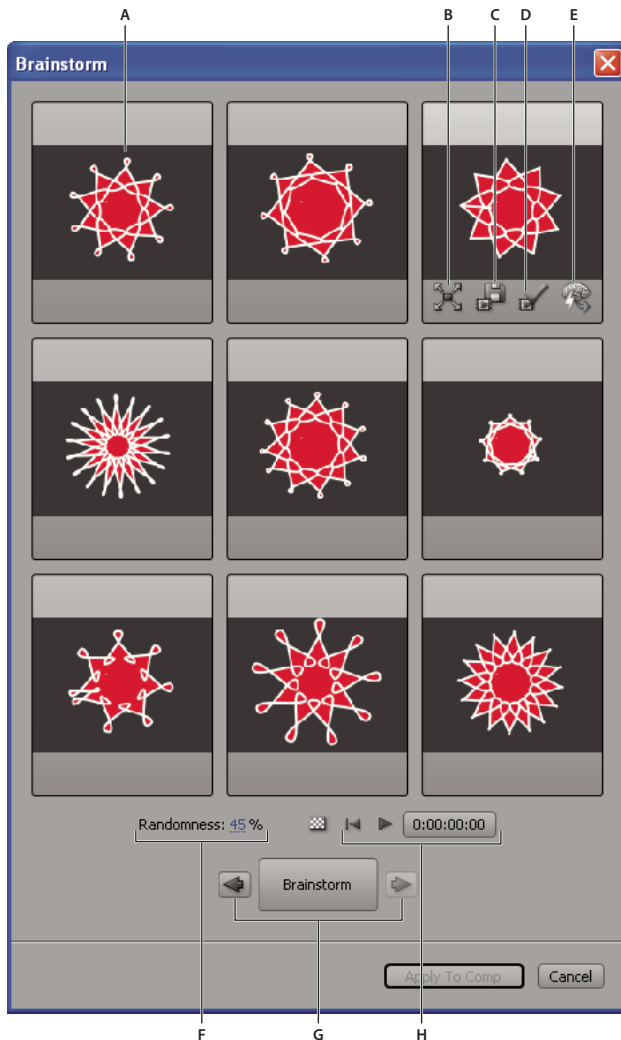 A B C D E
Brainstorm
Randomness: 45 % 0:00:00:00
Brainstorm
Apply To Comp Cancel
F G H